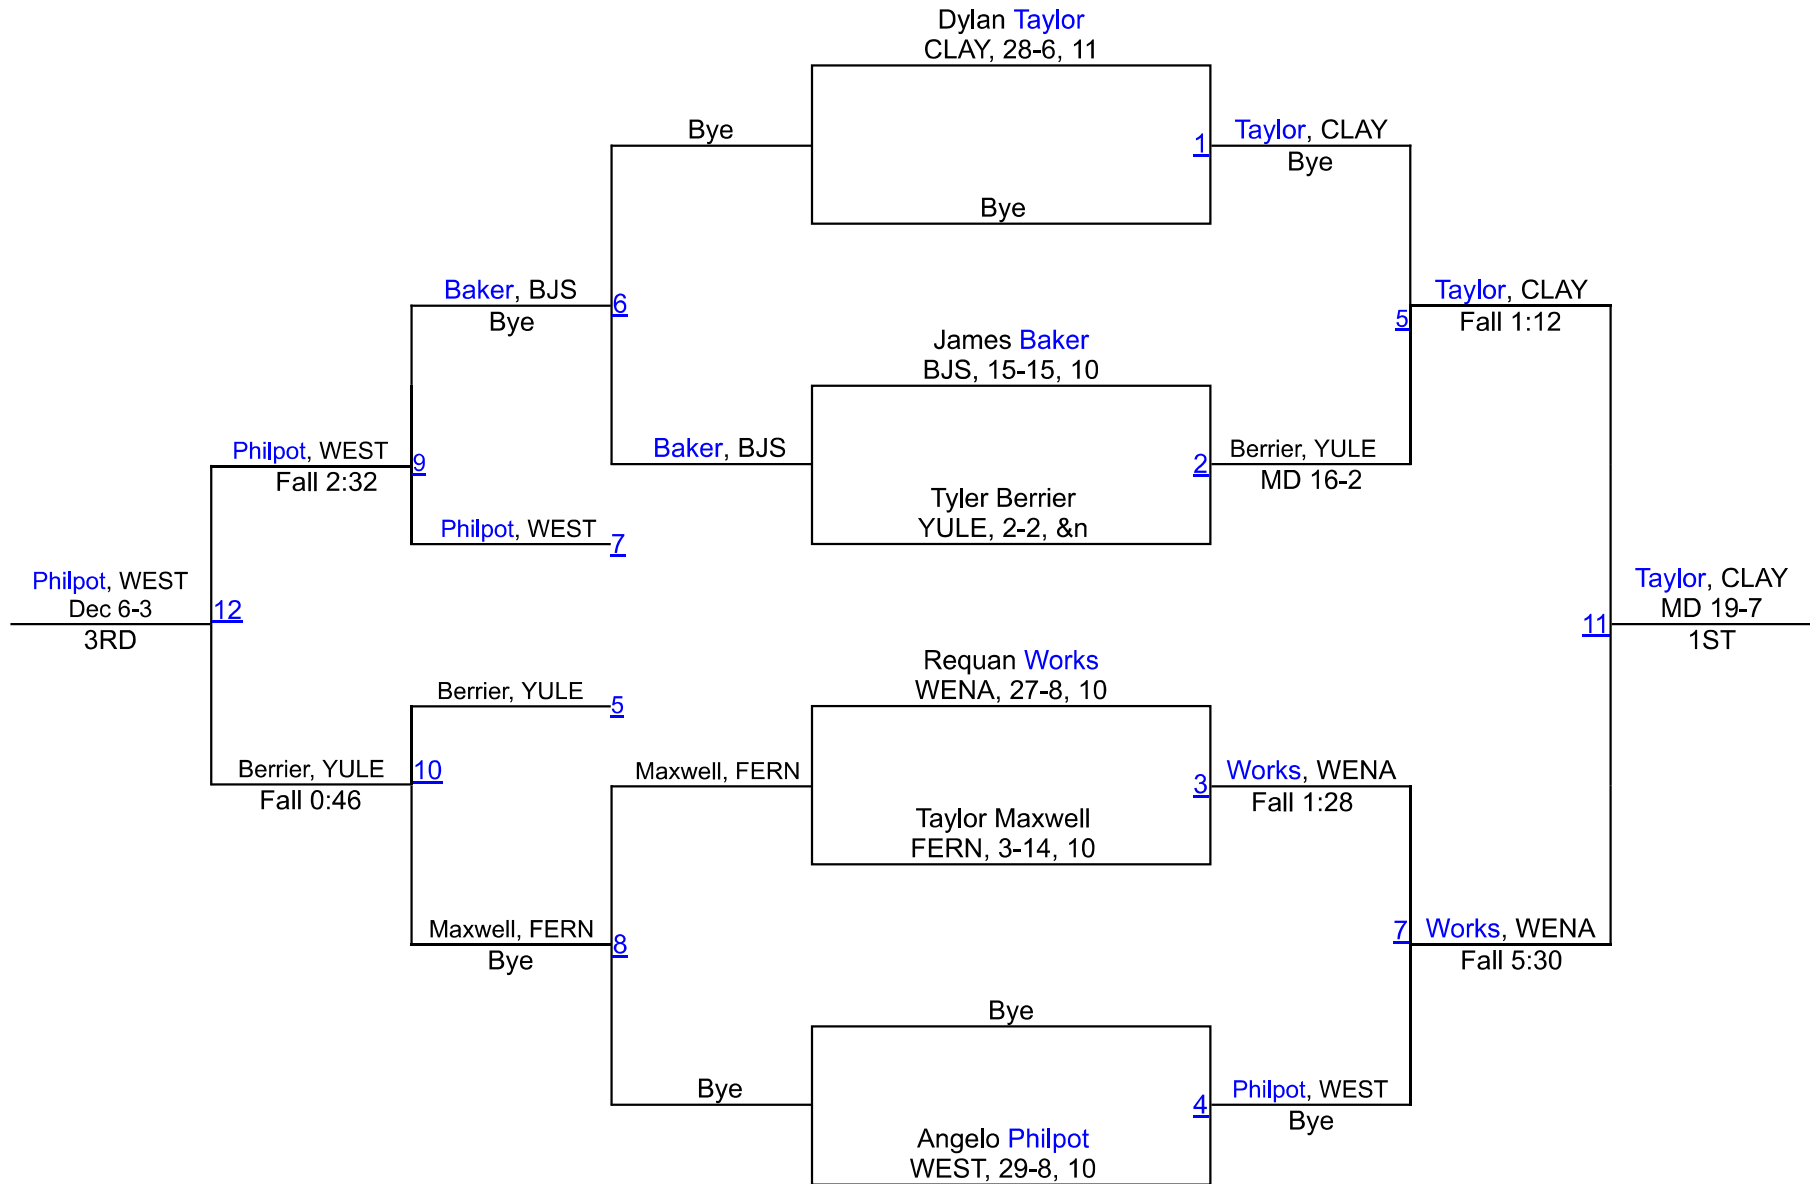 Dylan Taylor
CLAY, 28-6, 11
Bye
1
Taylor, CLAY
Bye
Bye
Baker, BJS
Bye
6
James Baker
BJS, 15-15, 10
5
Taylor, CLAY
Fall 1:12
Philpot, WEST
Fall 2:32
9
Baker, BJS
2
Berrier, YULE
MD 16-2
Tyler Berrier
YULE, 2-2, &n
Philpot, WEST
7
Philpot, WEST
Dec 6-3
3RD
12
11
Taylor, CLAY
MD 19-7
1ST
Requan Works
WENA, 27-8, 10
Berrier, YULE
5
Berrier, YULE
Fall 0:46
10
Maxwell, FERN
3
Works, WENA
Fall 1:28
Taylor Maxwell
FERN, 3-14, 10
Maxwell, FERN
Bye
8
7
Works, WENA
Fall 5:30
Bye
Bye
4
Philpot, WEST
Bye
Angelo Philpot
WEST, 29-8, 10